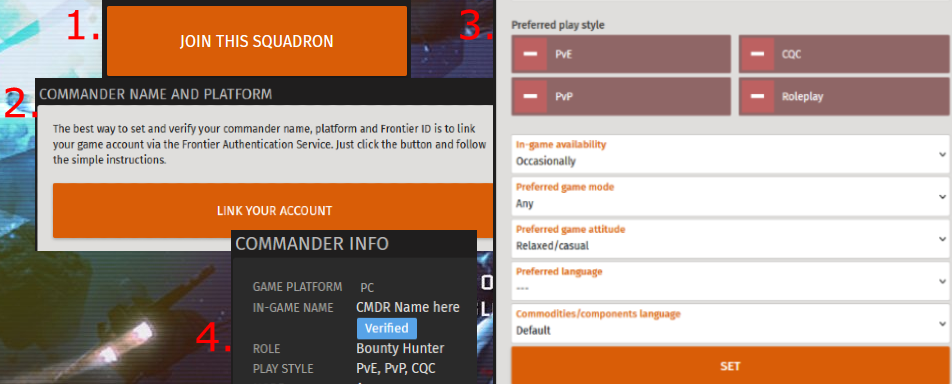 1.
JOIN THIS SQUADRON
2.
COMMANDER NAME AND PLATFORM
The best way to set and verify your commander name, platform and Frontier ID is to link
your game account via the Frontier Authentication Service. Just click the button and follow
the simple instructions.
LINK YOUR ACCOUNT
3.
Preferred play style
PvE
CQC
PvP
Roleplay
In-game availability
Occasionally
Preferred game mode
Any
Preferred game attitude
Relaxed/casual
Preferred language
---
Commodities/components language
Default
SET
4.
COMMANDER INFO
GAME PLATFORM PC
IN-GAME NAME CMDR Name here
Verified
ROLE Bounty Hunter
PLAY STYLE PvE, PvP, CQC